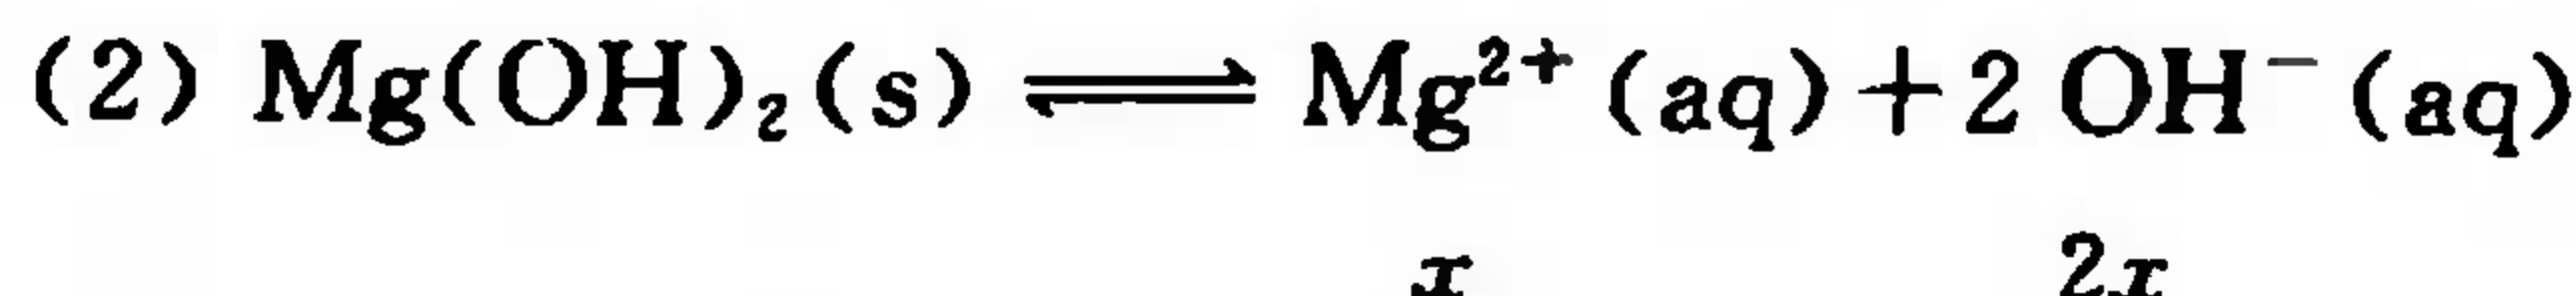 (2) Mg(OH)₂(s) ⇌ Mg²⁺(aq)+2 OH⁻(aq)
x 2x